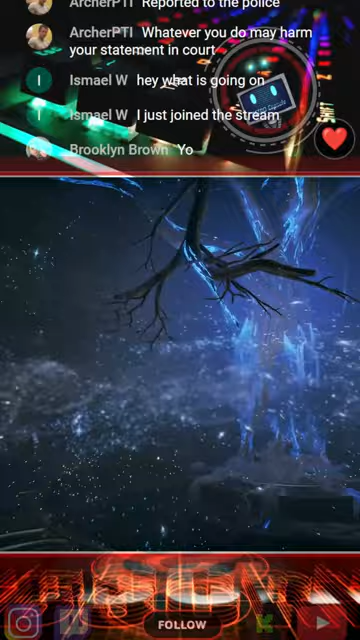 ArcherPTI Reported to the police
ArcherPTI Whatever you do may harm
your statement in court
I Ismael W hey what is going on
I Ismael W I just joined the stream
Brooklyn Brown Yo
FOLLOW